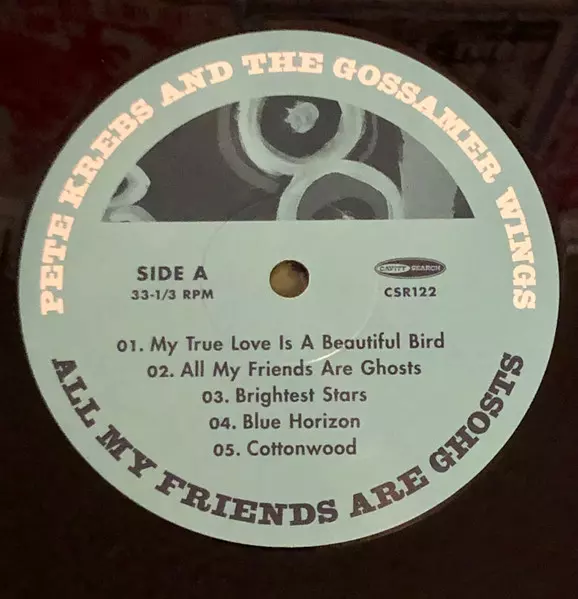 PETE KREBS AND THE GOSSAMER WINGS
SIDE A
33-1/3 RPM
CAVITY SEARCH
CSR122
01. My True Love Is A Beautiful Bird
02. All My Friends Are Ghosts
03. Brightest Stars
04. Blue Horizon
05. Cottonwood
ALL MY FRIENDS ARE GHOSTS